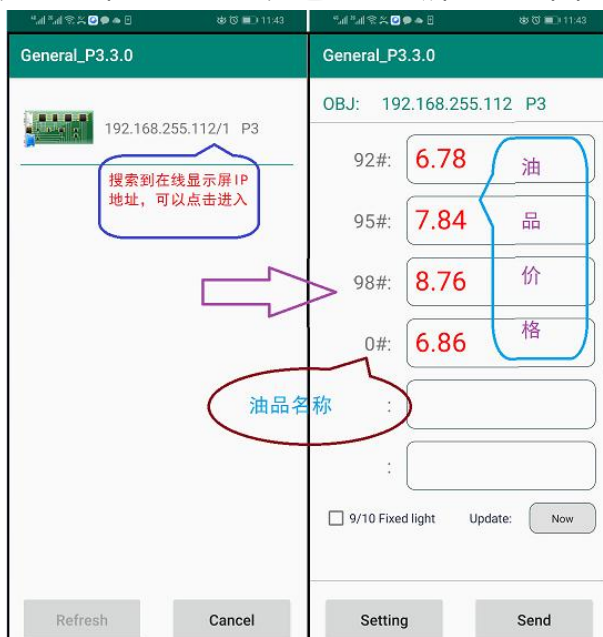 11:43
General_P3.3.0
192.168.255.112/1 P3
搜索到在线显示屏IP
地址，可以点击进入
Refresh
Cancel
11:43
General_P3.3.0
OBJ: 192.168.255.112 P3
92#: 6.78
95#: 7.84
98#: 8.76
0#: 6.86
:
:
油品价格
油品名称
9/10 Fixed light Update: Now
Setting
Send